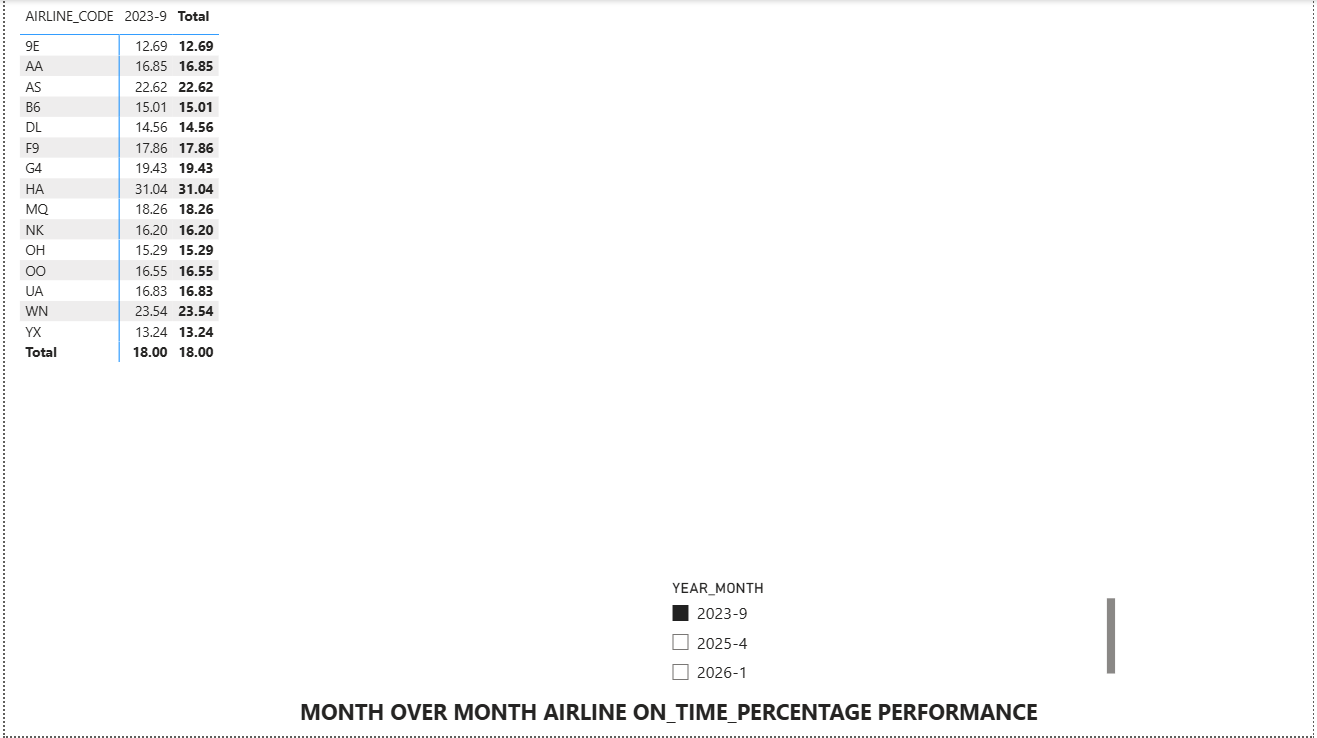 AIRLINE_CODE 2023-9 Total
9E 12.69 12.69
AA 16.85 16.85
AS 22.62 22.62
B6 15.01 15.01
DL 14.56 14.56
F9 17.86 17.86
G4 19.43 19.43
HA 31.04 31.04
MQ 18.26 18.26
NK 16.20 16.20
OH 15.29 15.29
OO 16.55 16.55
UA 16.83 16.83
WN 23.54 23.54
YX 13.24 13.24
Total 18.00 18.00
YEAR_MONTH
2023-9
2025-4
2026-1
MONTH OVER MONTH AIRLINE ON_TIME_PERCENTAGE PERFORMANCE